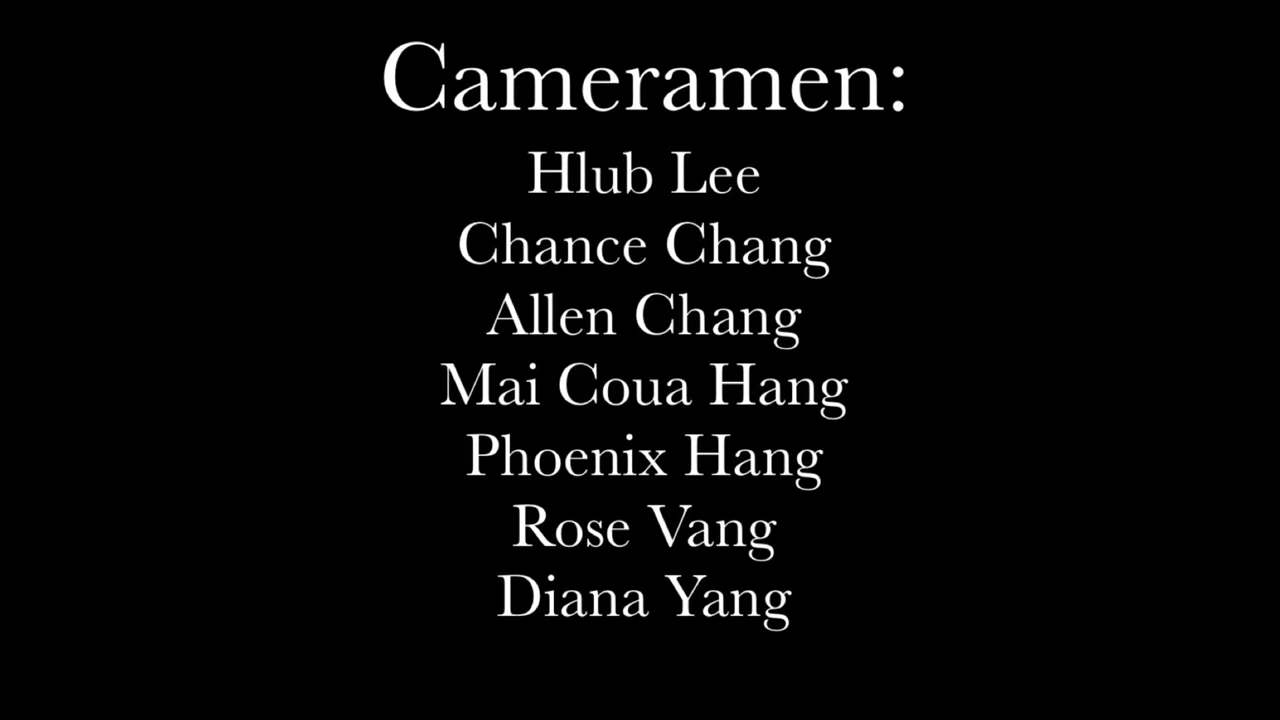 Cameramen:
Hlub Lee
Chance Chang
Allen Chang
Mai Coua Hang
Phoenix Hang
Rose Vang
Diana Yang